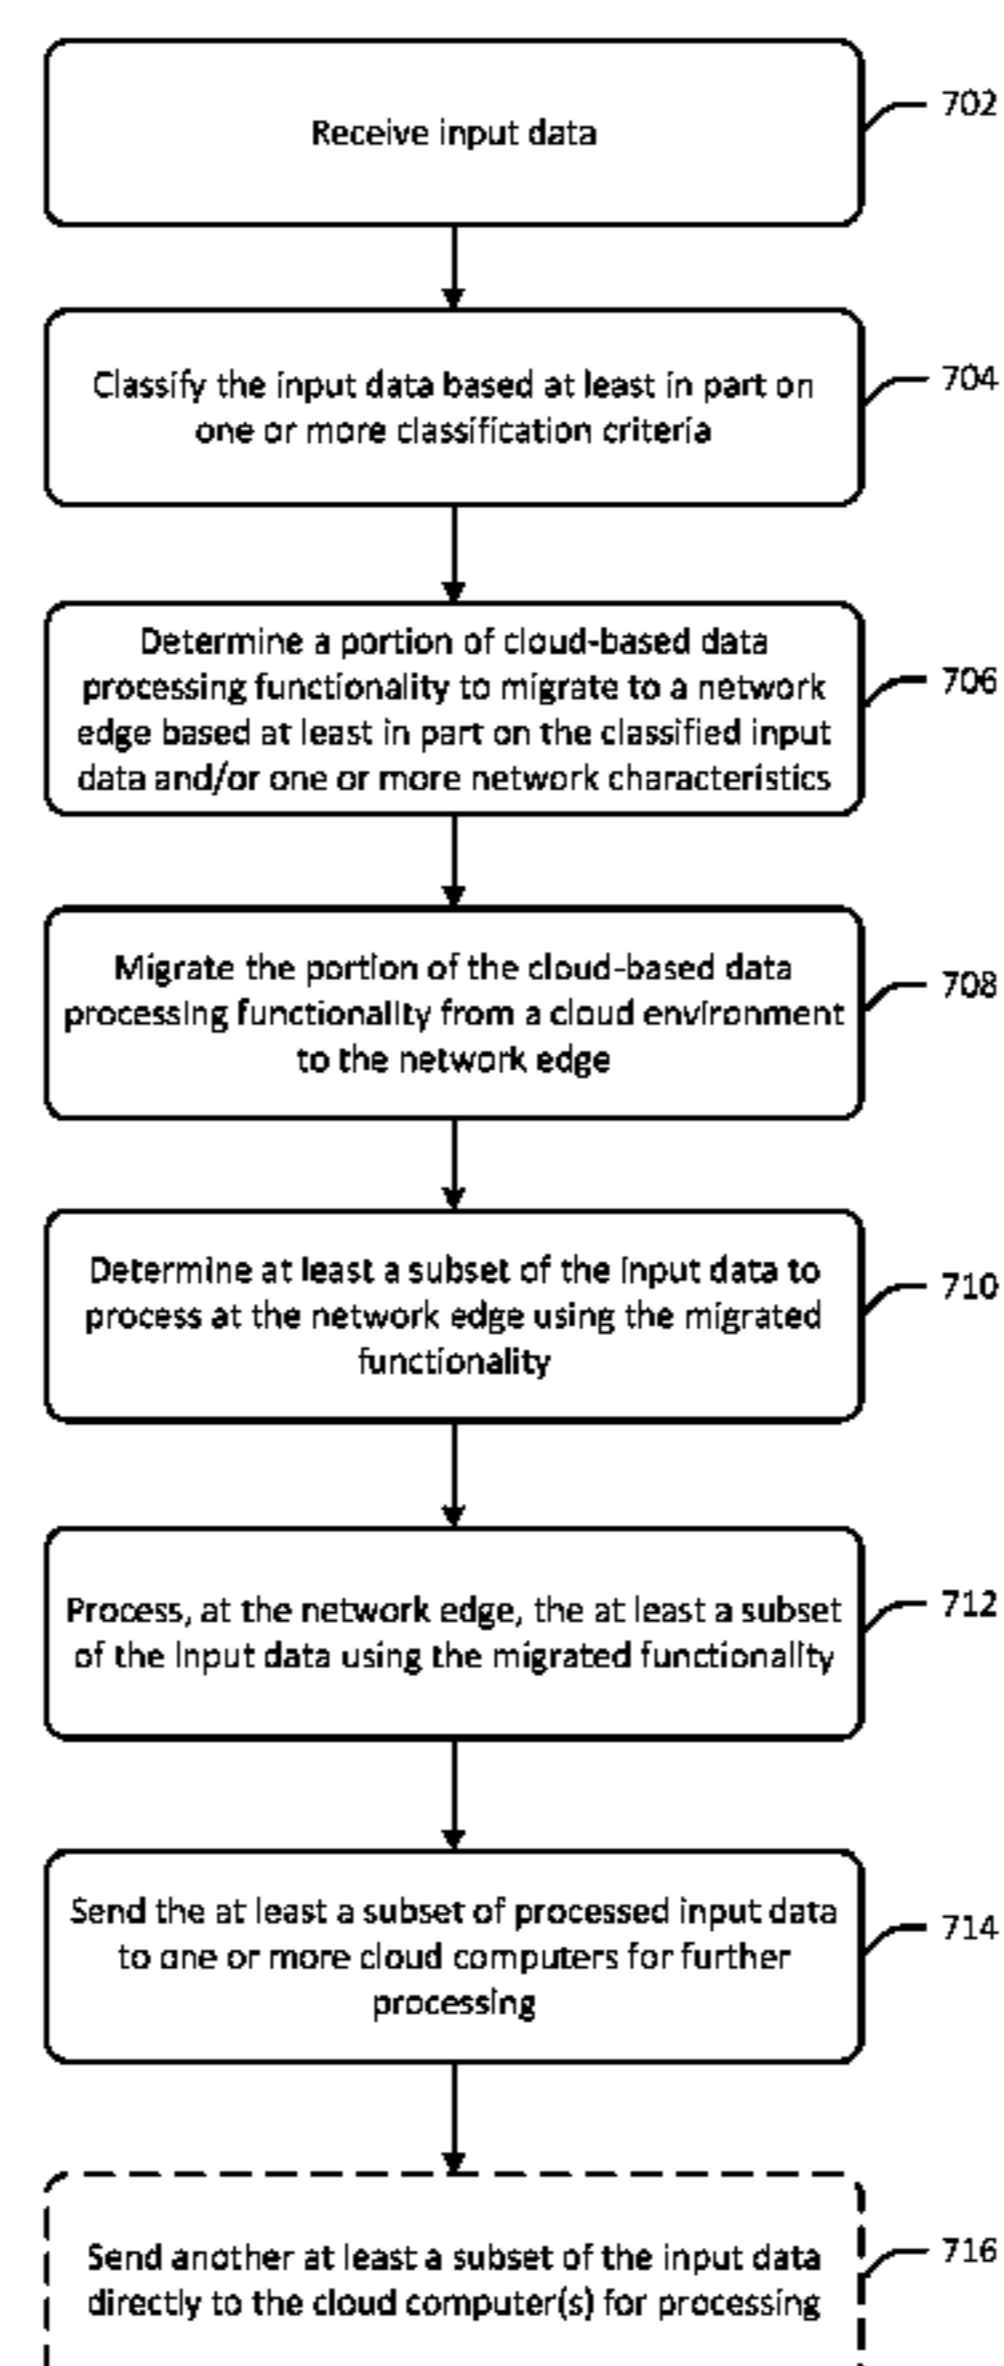 Receive input data
702
Classify the input data based at least in part on
one or more classification criteria
704
Determine a portion of cloud-based data
processing functionality to migrate to a network
edge based at least in part on the classified input
data and/or one or more network characteristics
706
Migrate the portion of the cloud-based data
processing functionality from a cloud environment
to the network edge
708
Determine at least a subset of the input data to
process at the network edge using the migrated
functionality
710
Process, at the network edge, the at least a subset
of the input data using the migrated functionality
712
Send the at least a subset of processed input data
to one or more cloud computers for further
processing
714
Send another at least a subset of the input data
directly to the cloud computer(s) for processing
716